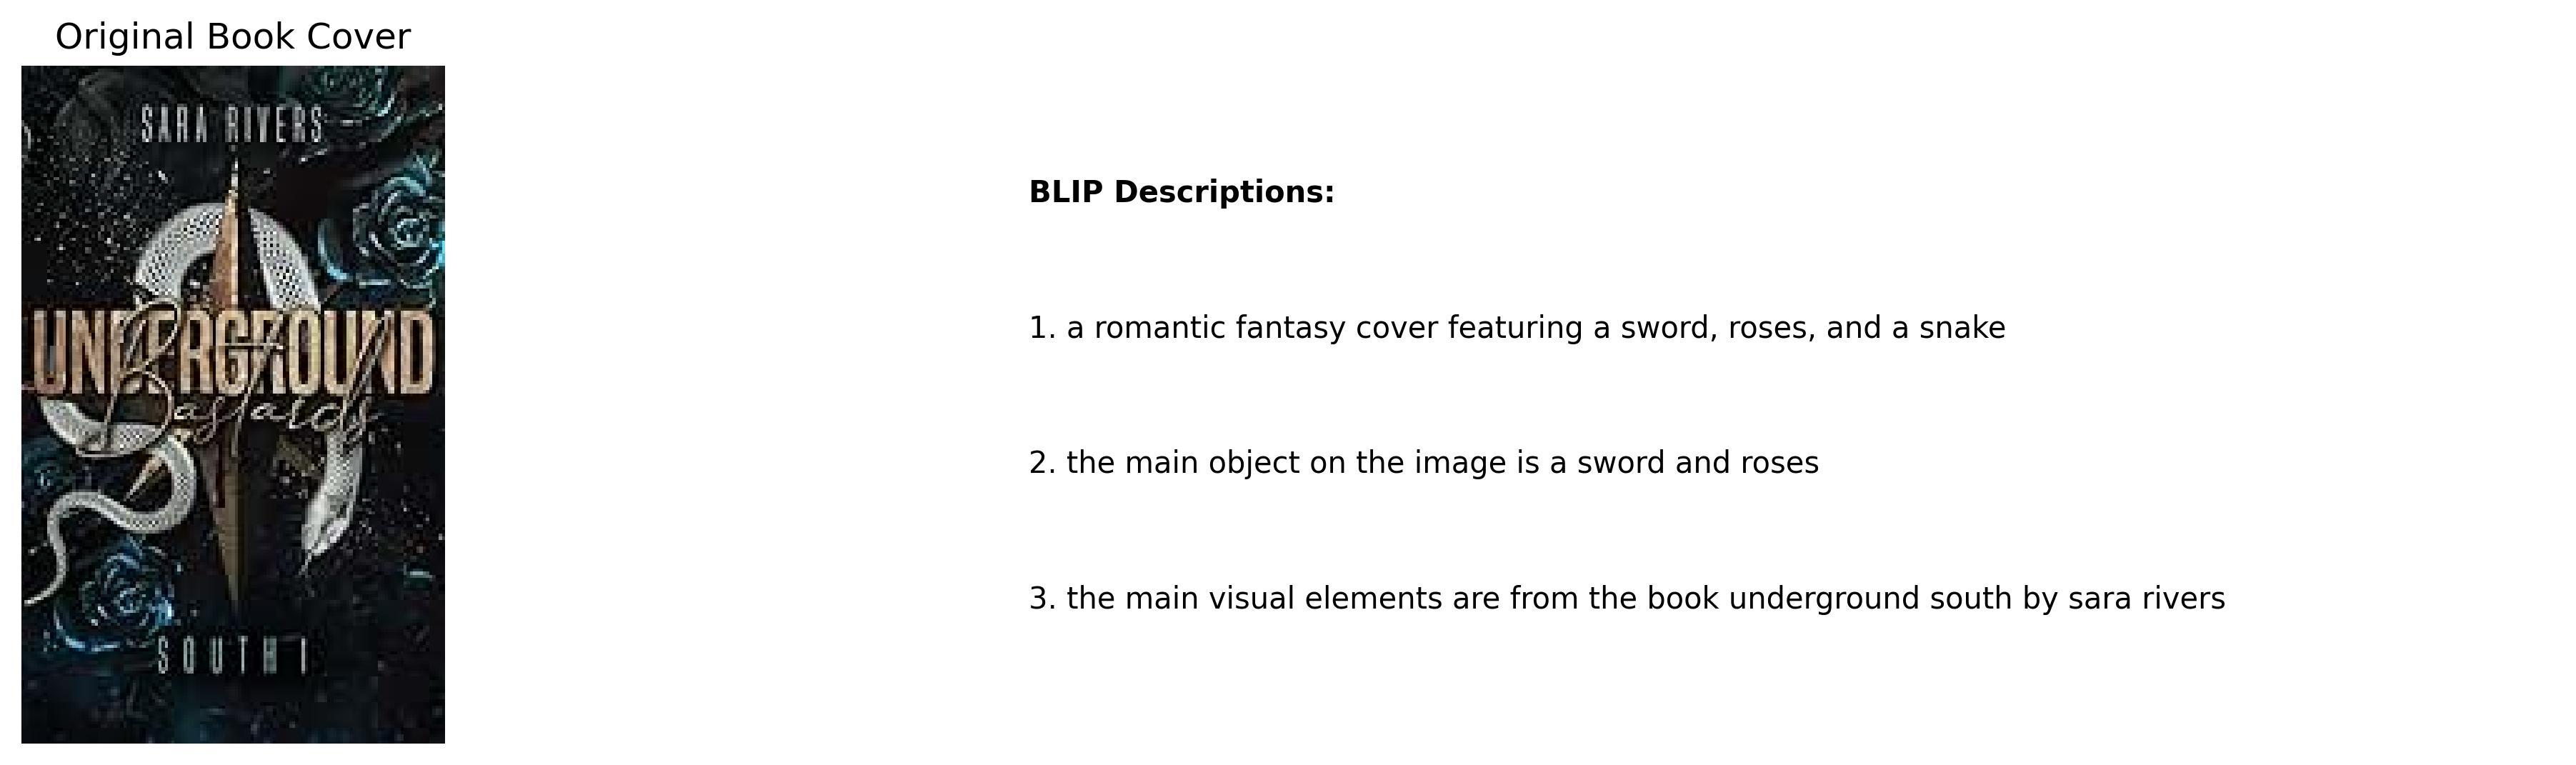 Original Book Cover
SARA RIVERS
UNDERGROUND
Bastards
SOUTH I
BLIP Descriptions:
1. a romantic fantasy cover featuring a sword, roses, and a snake
2. the main object on the image is a sword and roses
3. the main visual elements are from the book underground south by sara rivers